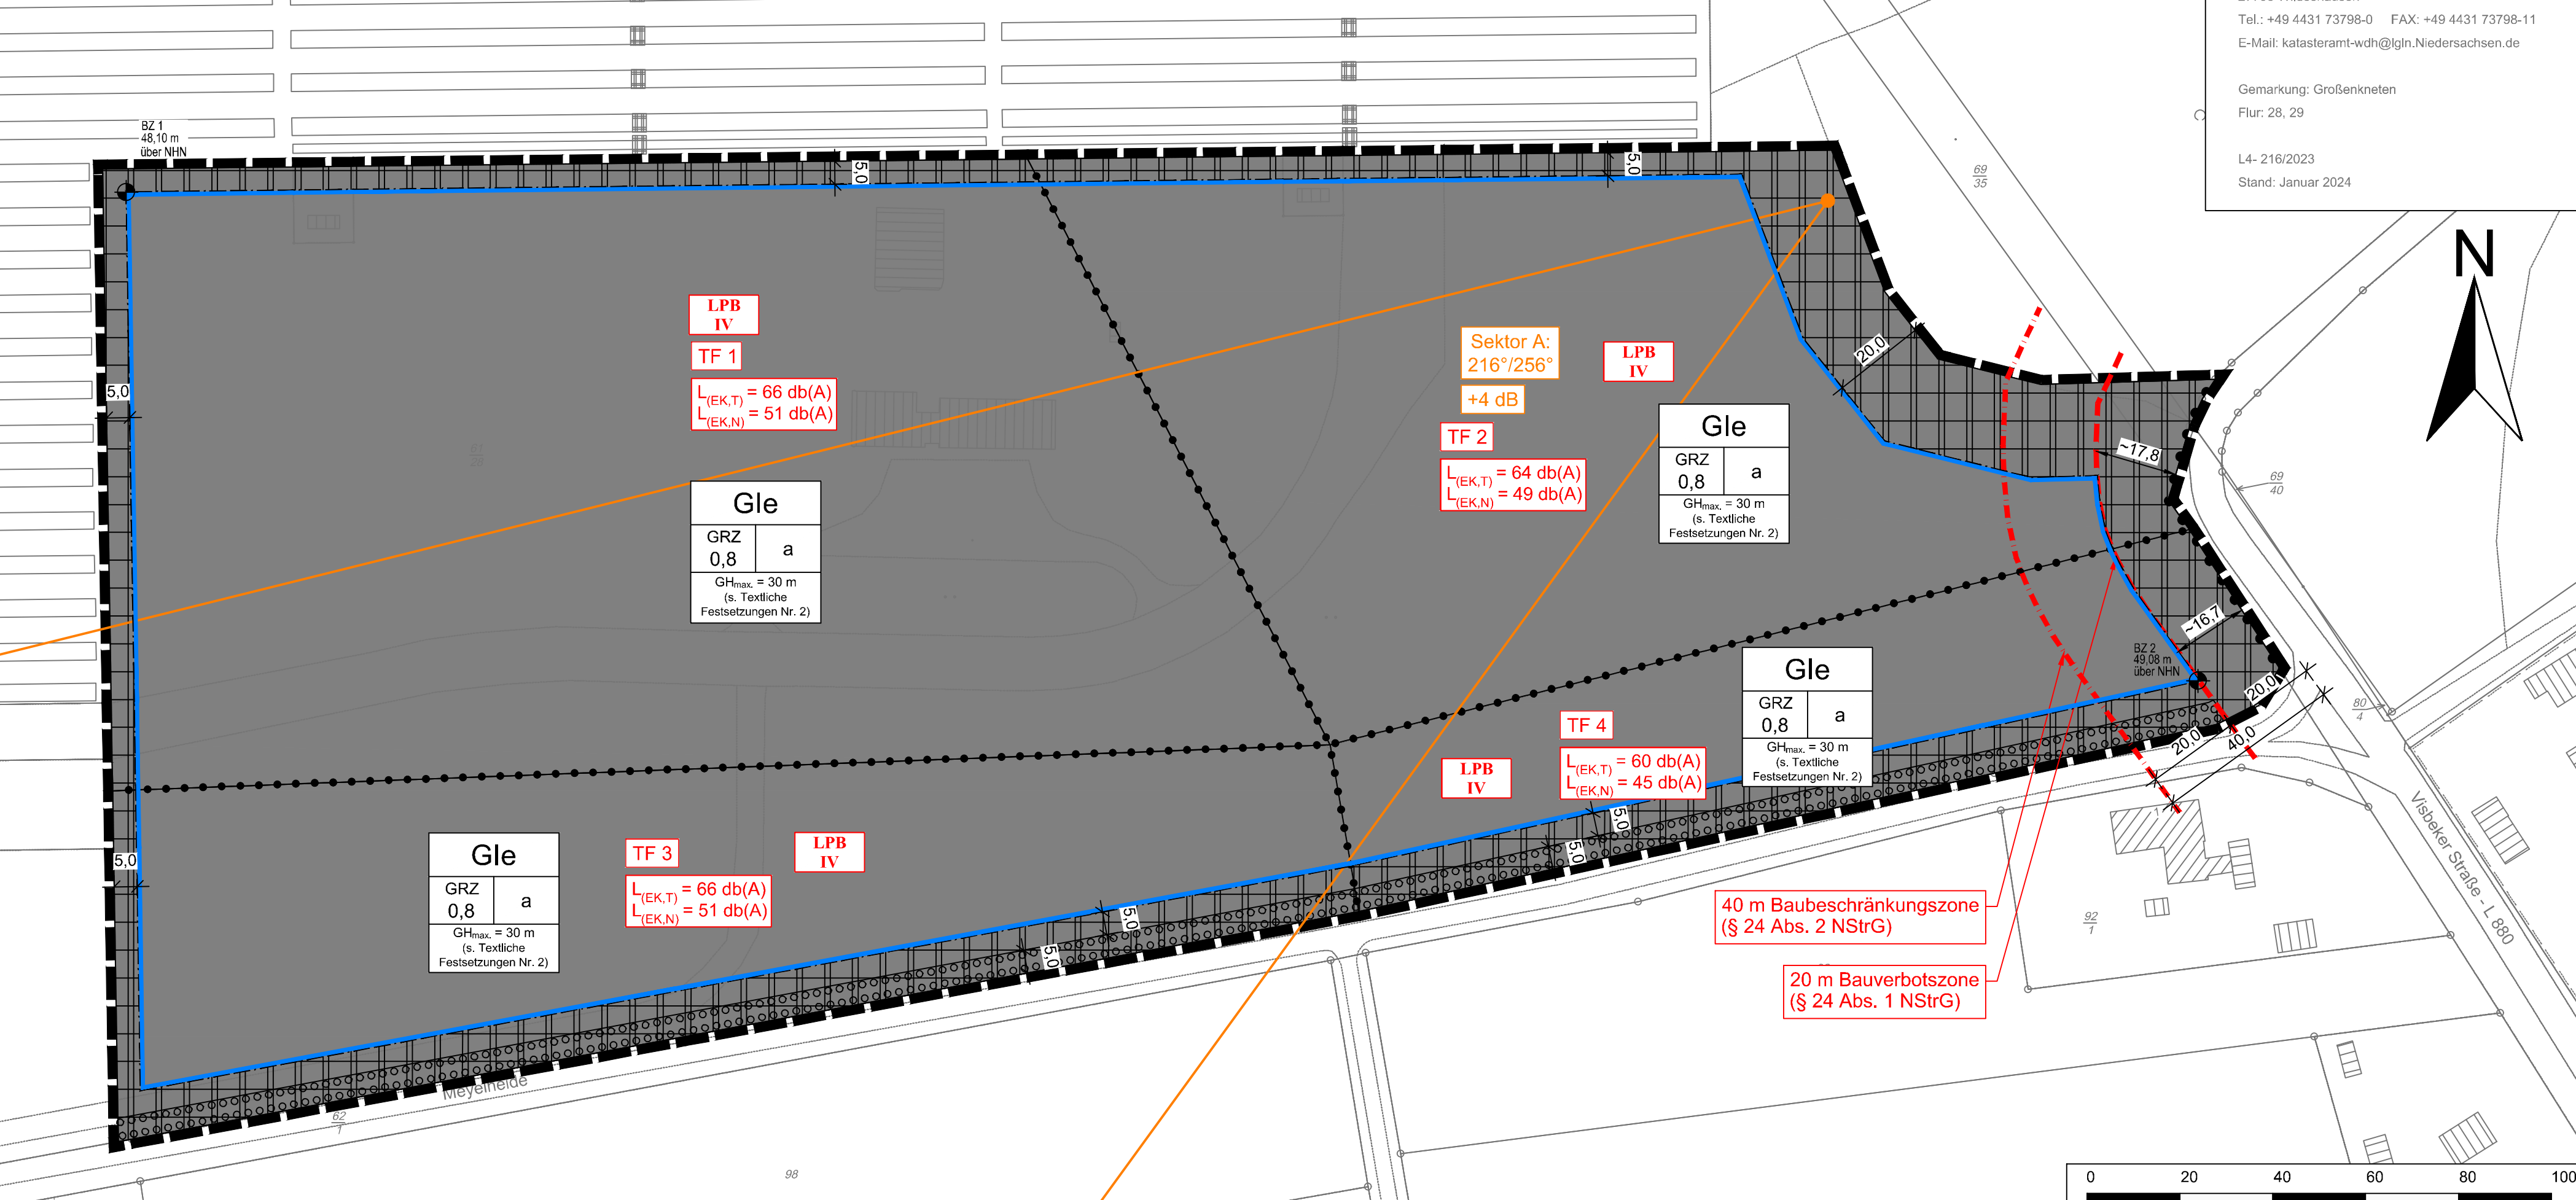 Tel.: +49 4431 73798-0 FAX: +49 4431 73798-11
E-Mail: katasteramt-wdh@lgln.Niedersachsen.de
Gemarkung: Großenkneten
Flur: 28, 29
L4- 216/2023
Stand: Januar 2024
N
BZ 1
48,10 m
über NHN
5,0
5,0
69
35
LPB
IV
TF 1
L(EK,T) = 66 db(A)
L(EK,N) = 51 db(A)
5,0
GIe
GRZ
0,8
a
GHmax. = 30 m
(s. Textliche
Festsetzungen Nr. 2)
Sektor A:
216°/256°
+4 dB
LPB
IV
TF 2
L(EK,T) = 64 db(A)
L(EK,N) = 49 db(A)
GIe
GRZ
0,8
a
GHmax. = 30 m
(s. Textliche
Festsetzungen Nr. 2)
20,0
~17,8
69
40
~16,7
BZ 2
49,08 m
über NHN
20,0
20,0
40,0
80
4
GIe
GRZ
0,8
a
GHmax. = 30 m
(s. Textliche
Festsetzungen Nr. 2)
TF 4
L(EK,T) = 60 db(A)
L(EK,N) = 45 db(A)
LPB
IV
5,0
5,0
5,0
GIe
GRZ
0,8
a
GHmax. = 30 m
(s. Textliche
Festsetzungen Nr. 2)
TF 3
L(EK,T) = 66 db(A)
L(EK,N) = 51 db(A)
LPB
IV
5,0
5,0
40 m Baubeschränkungszone
(§ 24 Abs. 2 NStrG)
20 m Bauverbotszone
(§ 24 Abs. 1 NStrG)
1
92
1
Visbeker Straße - L 880
Meyelheide
62
1
98
0 20 40 60 80 100